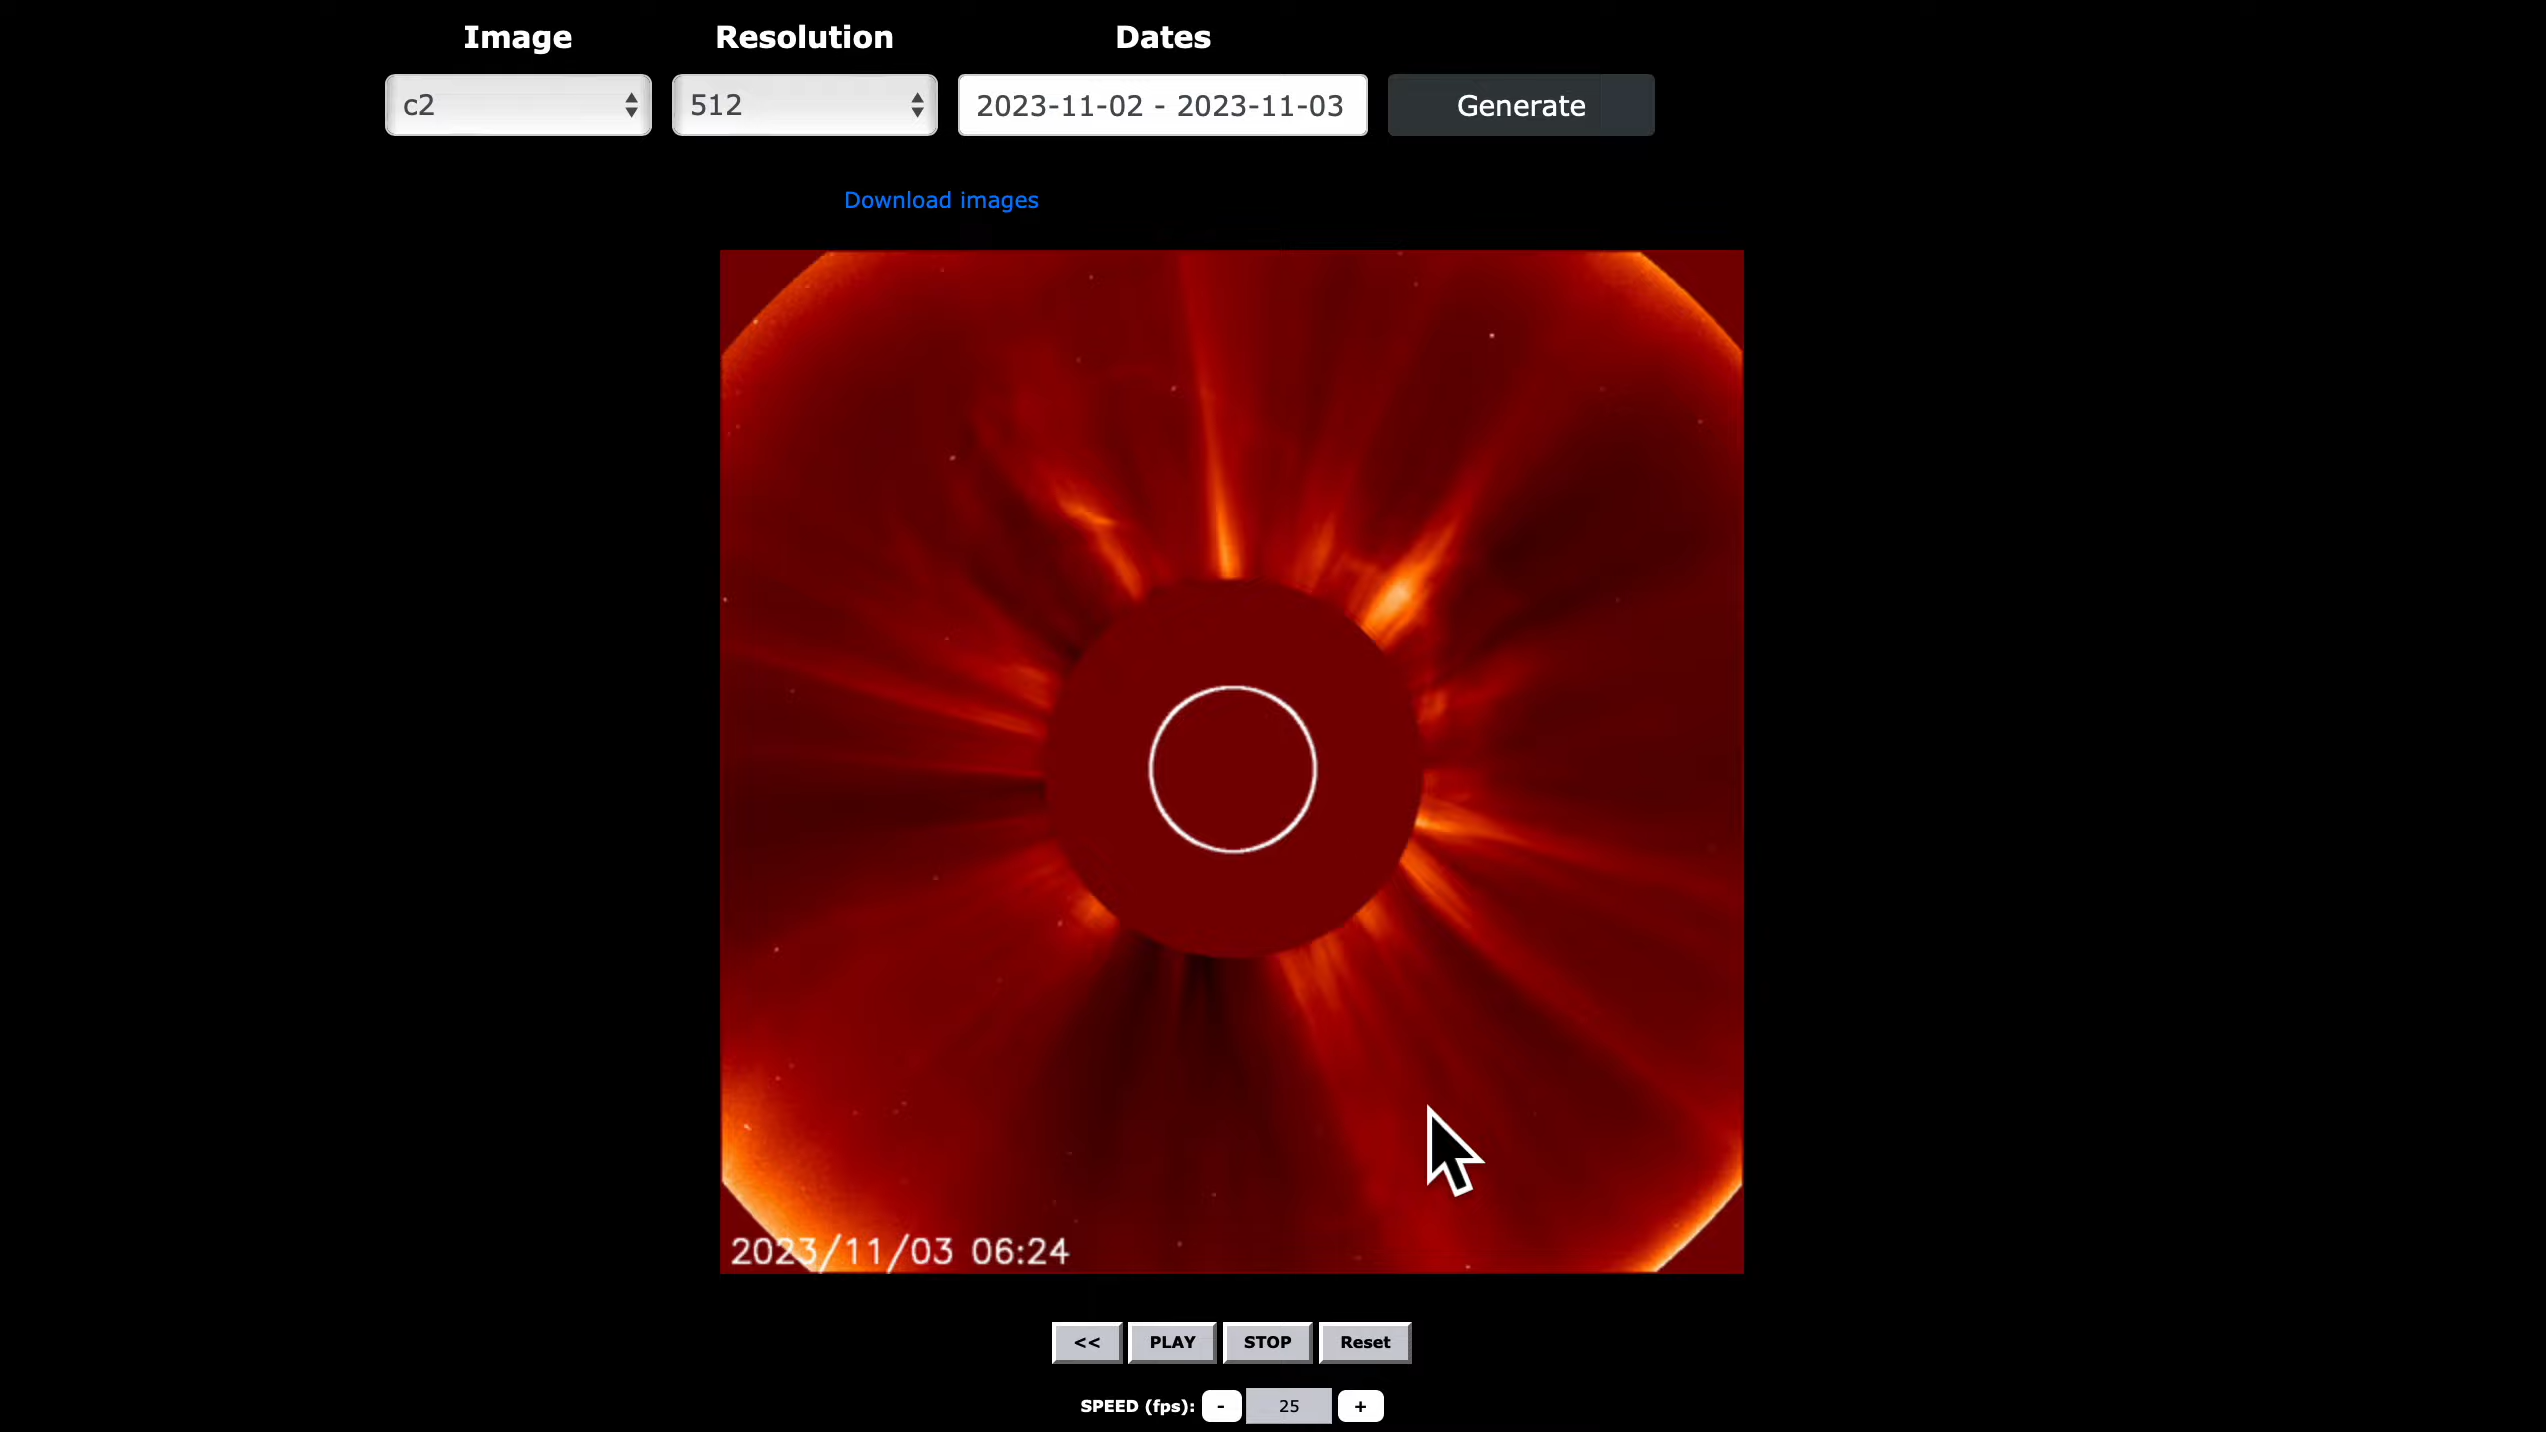 Image Resolution Dates
c2 512 2023-11-02 - 2023-11-03 Generate
Download images
2023/11/03 06:24
<< PLAY STOP Reset
SPEED (fps): - 25 +